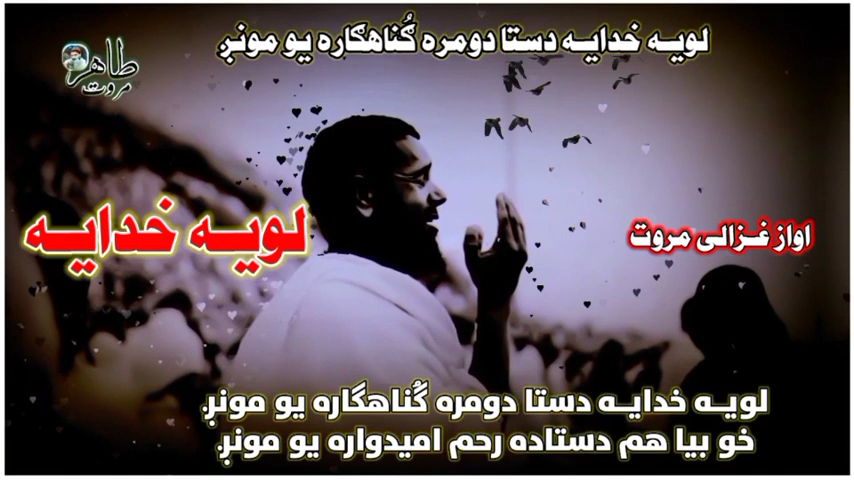 لویه خدایه دستا دومره ګُناهګاره یو مونږ
طاهر
مروت
لویه خدایه
اواز غزالی مروت
لویه خدایه دستا دومره ګُناهګاره یو مونږ
خو بیا هم دستاده رحم امیدواره یو مونږ